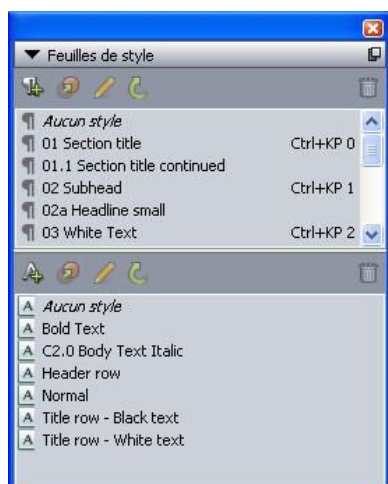 Feuilles de style
Aucun style
01 Section title Ctrl+KP 0
01.1 Section title continued
02 Subhead Ctrl+KP 1
02a Headline small
03 White Text Ctrl+KP 2
Aucun style
Bold Text
C2.0 Body Text Italic
Header row
Normal
Title row - Black text
Title row - White text